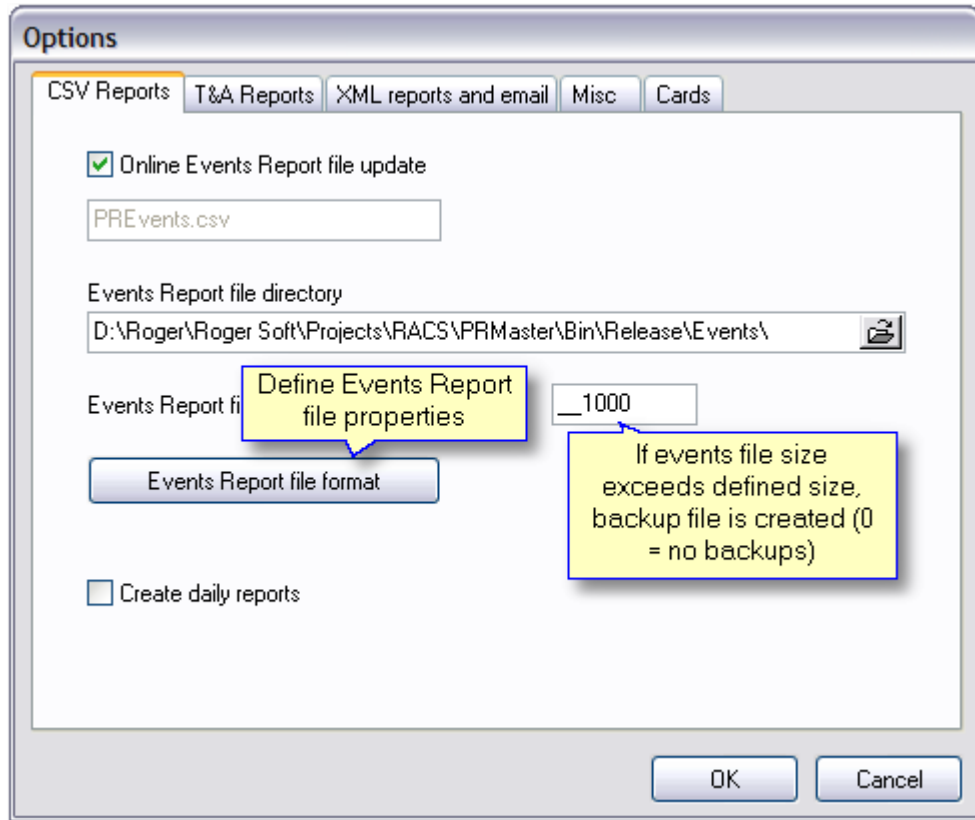 Options
CSV Reports T&A Reports XML reports and email Misc Cards
Online Events Report file update
PREvents.csv
Events Report file directory
D:\Roger\Roger Soft\Projects\RACS\PRMaster\Bin\Release\Events\
Define Events Report
file properties
Events Report fi
__1000
If events file size
exceeds defined size,
backup file is created (0
= no backups)
Events Report file format
Create daily reports
OK Cancel